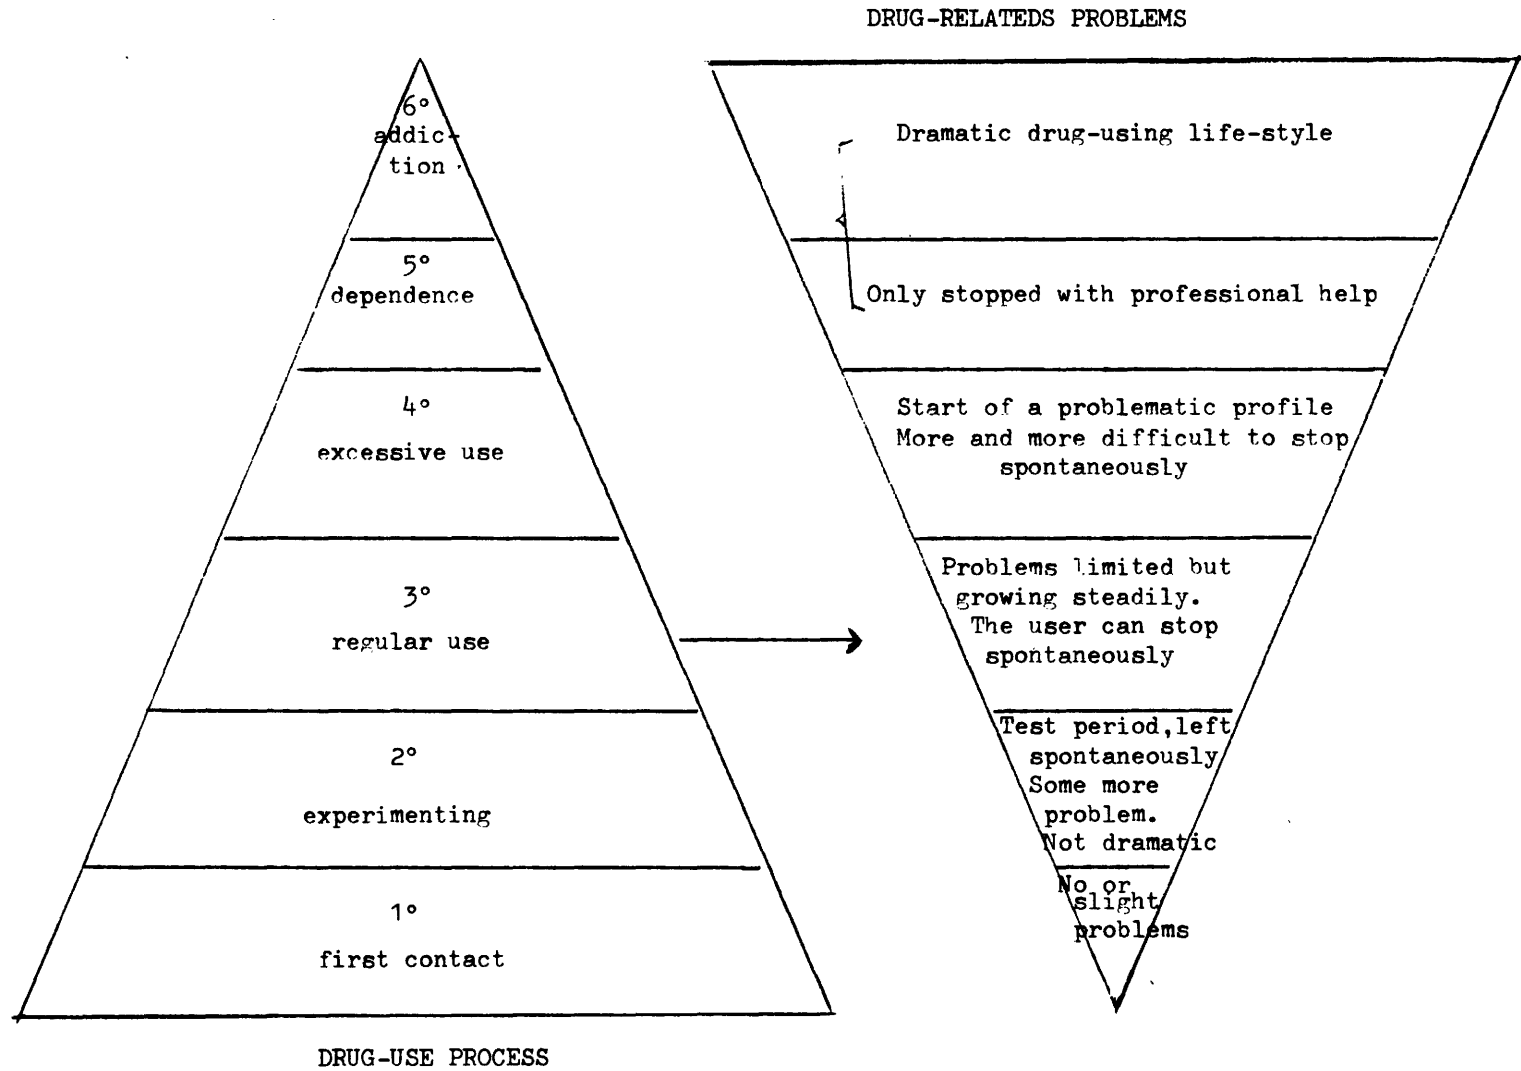 DRUG-RELATEDS PROBLEMS
6°
addic-
tion
5°
dependence
4°
excessive use
3°
regular use
2°
experimenting
1°
first contact
DRUG-USE PROCESS
Dramatic drug-using life-style
Only stopped with professional help
Start of a problematic profile
More and more difficult to stop
spontaneously
Problems limited but
growing steadily.
The user can stop
spontaneously
Test period,left
spontaneously
Some more
problem.
Not dramatic
No or
slight
problems